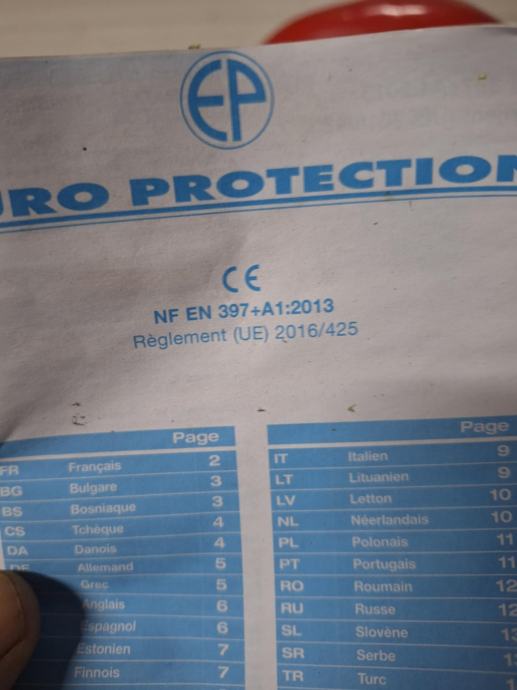 EP
URO PROTECTION
CE
NF EN 397+A1:2013
Règlement (UE) 2016/425
Page
FR Français 2
BG Bulgare 3
BS Bosniaque 3
CS Tchèque 4
DA Danois 4
DE Allemand 5
Grec 5
Anglais 6
Espagnol 6
Estonien 7
Finnois 7
Page
IT Italien 9
LT Lituanien 9
LV Letton 10
NL Néerlandais 10
PL Polonais 11
PT Portugais 11
RO Roumain 12
RU Russe 12
SL Slovène
SR Serbe
TR Turc